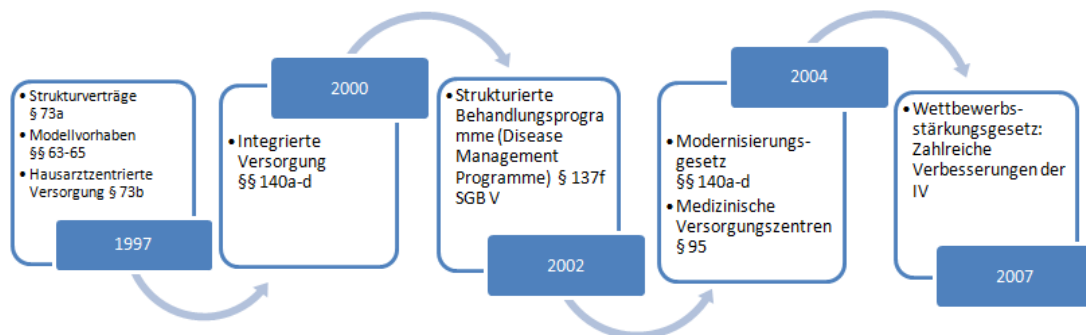 • Strukturverträge
§ 73a
• Modellvorhaben
§§ 63-65
• Hausarztzentrierte
Versorgung § 73b
1997
2000
• Integrierte
Versorgung
§§ 140a-d
• Strukturierte
Behandlungsprogra
mme (Disease
Management
Programme) § 137f
SGB V
2002
2004
• Modernisierungs-
gesetz
§§ 140a-d
• Medizinische
Versorgungszentren
§ 95
• Wettbewerbs-
stärkungsgesetz:
Zahlreiche
Verbesserungen der
IV
2007